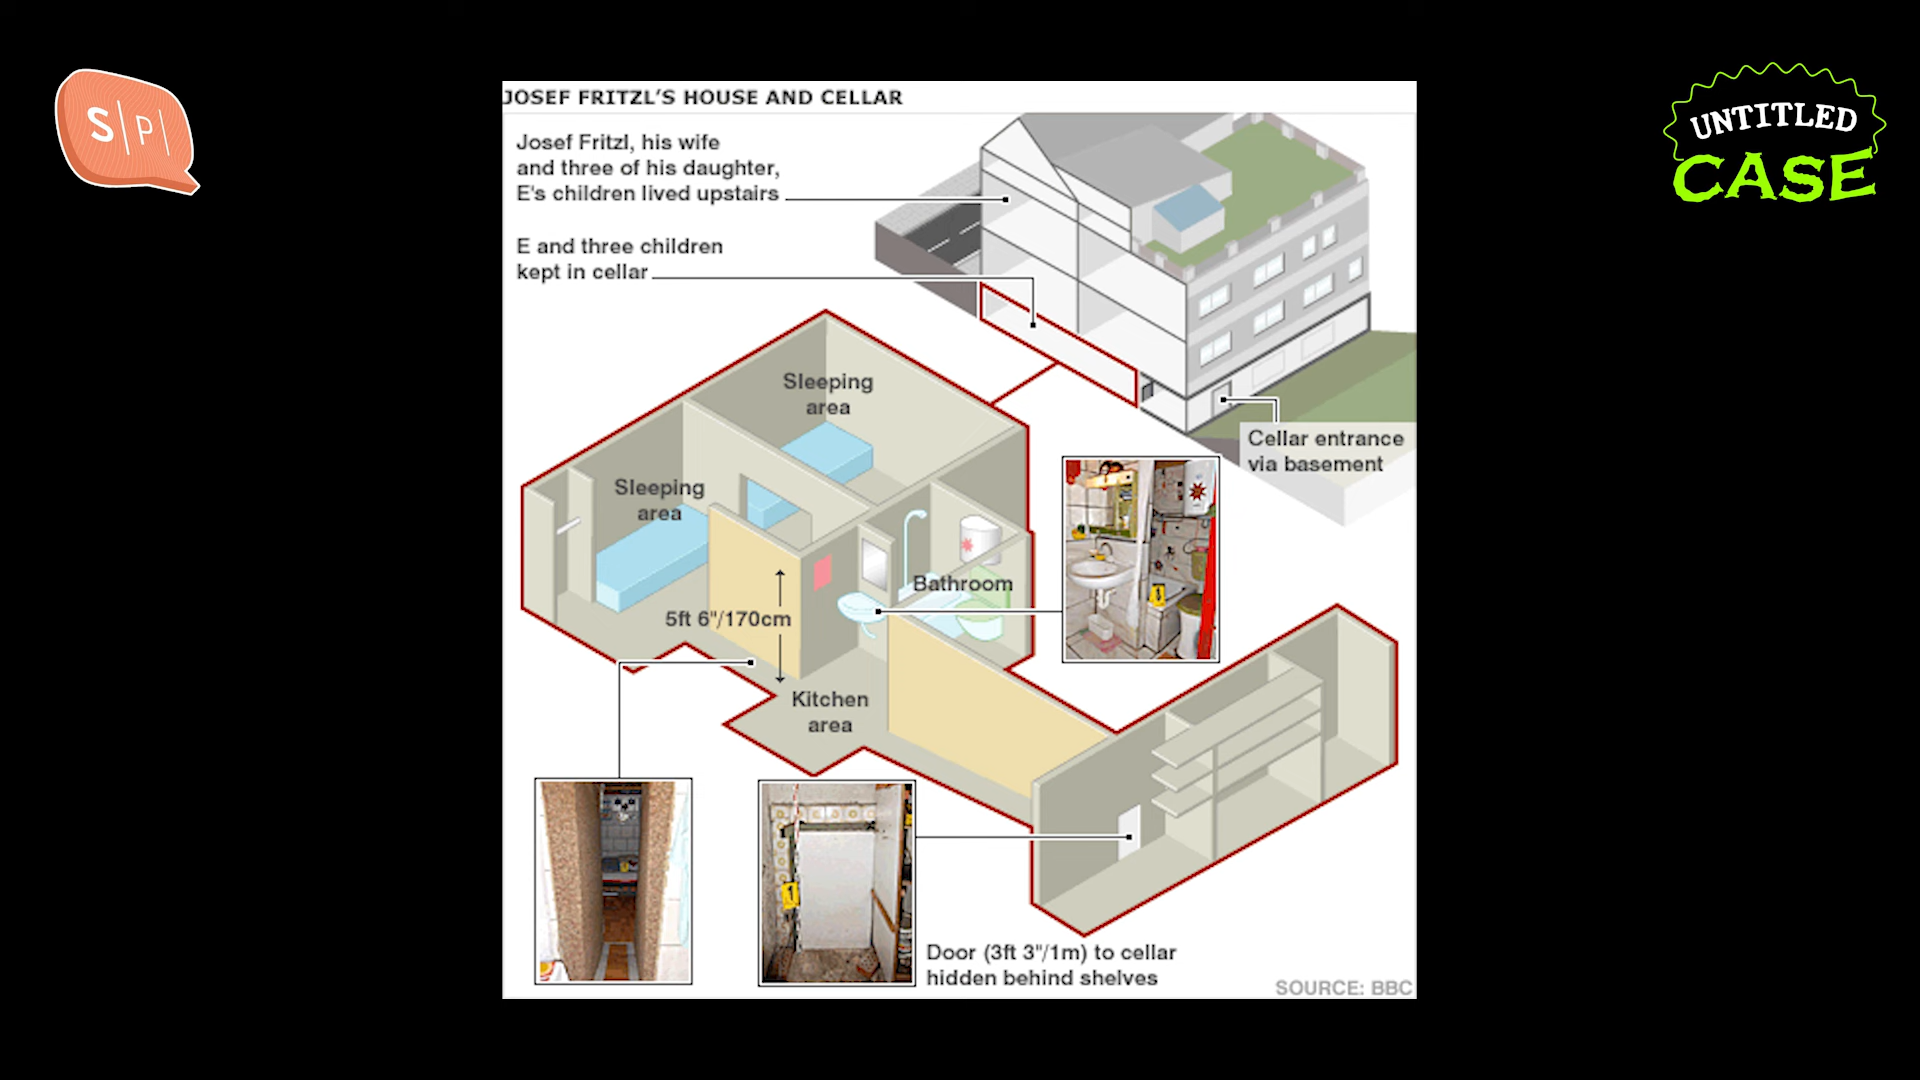 S|P|
UNTITLED
CASE
JOSEF FRITZL'S HOUSE AND CELLAR
Josef Fritzl, his wife
and three of his daughter,
E's children lived upstairs
E and three children
kept in cellar
Cellar entrance
via basement
Sleeping
area
Sleeping
area
Bathroom
5ft 6"/170cm
Kitchen
area
Door (3ft 3"/1m) to cellar
hidden behind shelves
1
SOURCE: BBC